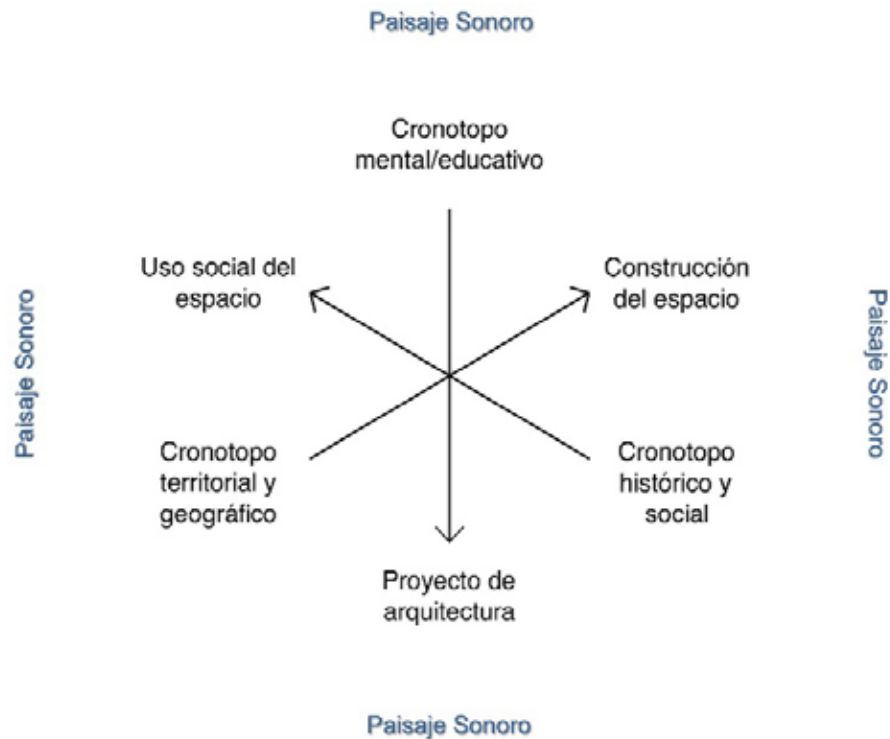 Paisaje Sonoro
Cronotopo
mental/educativo
Uso social del
espacio
Construcción
del espacio
Paisaje Sonoro
Paisaje Sonoro
Cronotopo
territorial y
geográfico
Cronotopo
histórico y
social
Proyecto de
arquitectura
Paisaje Sonoro